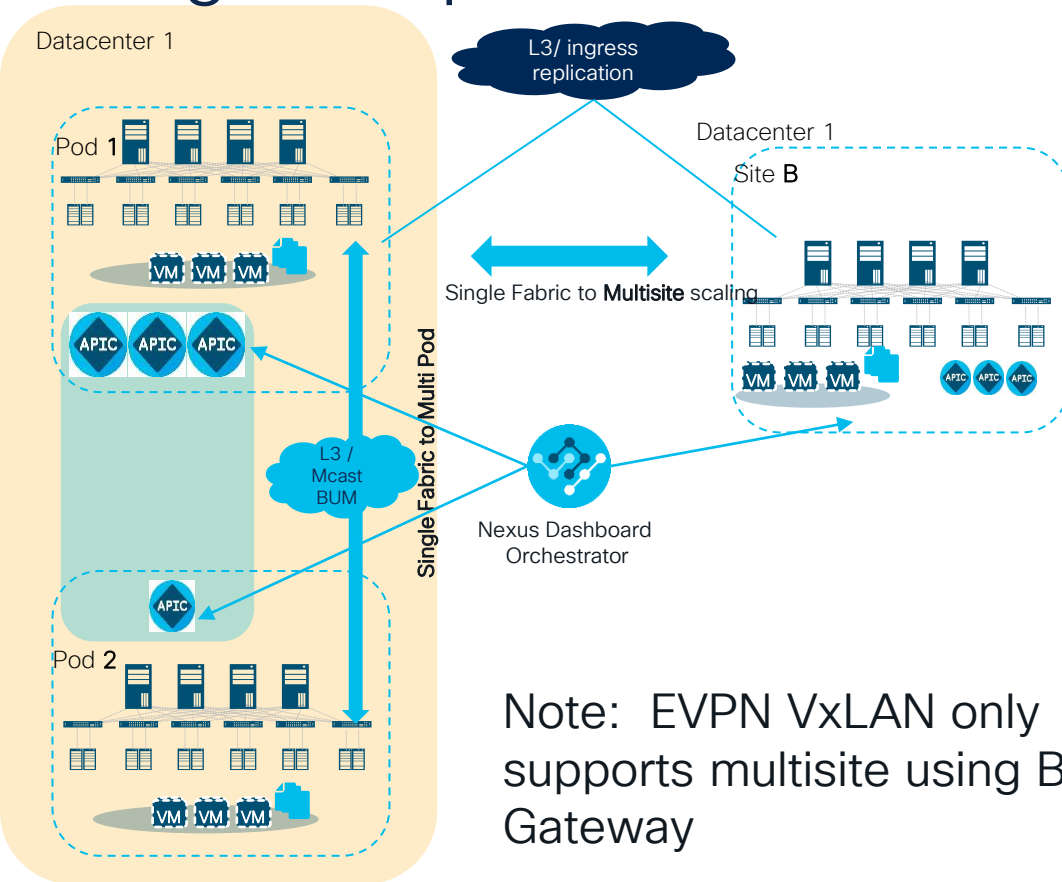 Datacenter 1
L3/ ingress
replication
Datacenter 1
Pod 1
Site B
VM VM VM
Single Fabric to Multisite scaling
APIC APIC APIC
VM VM VM
APIC APIC APIC
Single Fabric to Multi Pod
L3 /
Mcast
BUM
Nexus Dashboard
Orchestrator
APIC
Pod 2
VM VM VM
Note: EVPN VxLAN only
supports multisite using B
Gateway